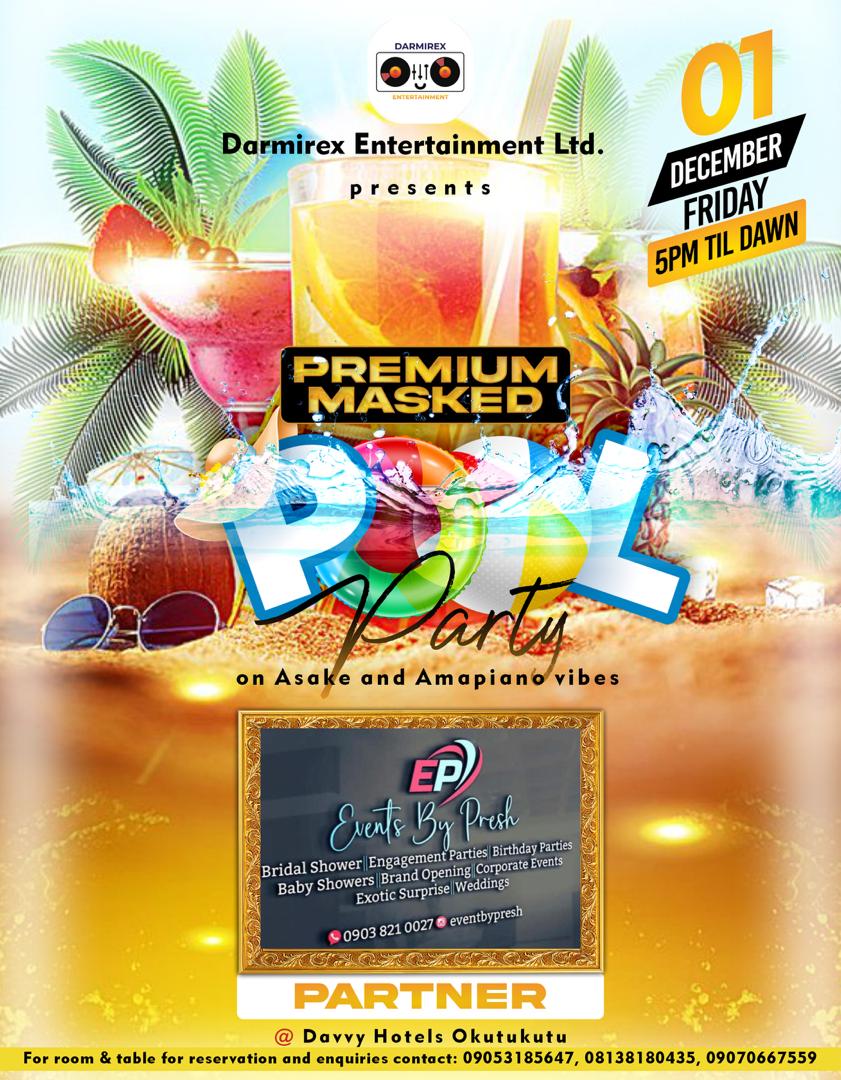 DARMIREX
ENTERTAINMENT
Darmirex Entertainment Ltd.
presents
01
DECEMBER
FRIDAY
5PM TIL DAWN
PREMIUM
MASKED
POOL
Party
on Asake and Amapiano vibes
EP
Events By Presh
Bridal Shower|Engagement Parties|Birthday Parties
Baby Showers|Brand Opening|Corporate Events
Exotic Surprise|Weddings
0903 821 0027 eventbypresh
PARTNER
@ Davvy Hotels Okutukutu
For room & table for reservation and enquiries contact: 09053185647, 08138180435, 09070667559